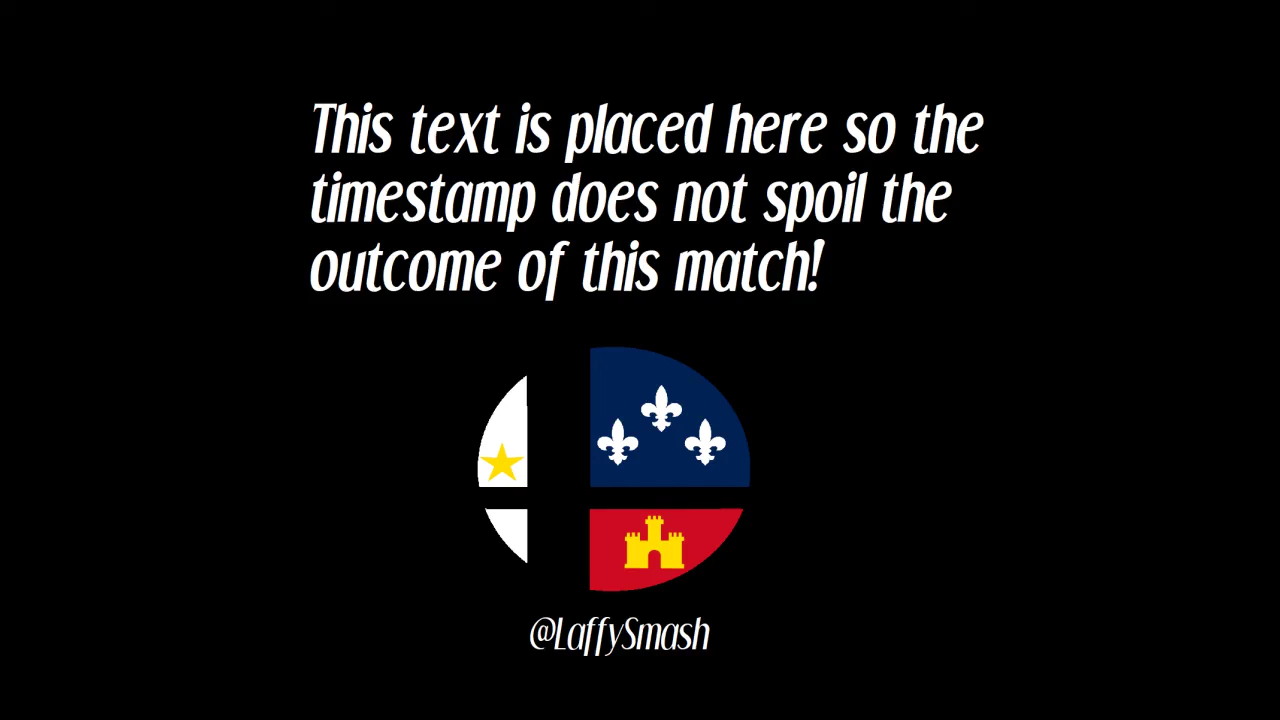 This text is placed here so the
timestamp does not spoil the
outcome of this match!
@LaffySmash